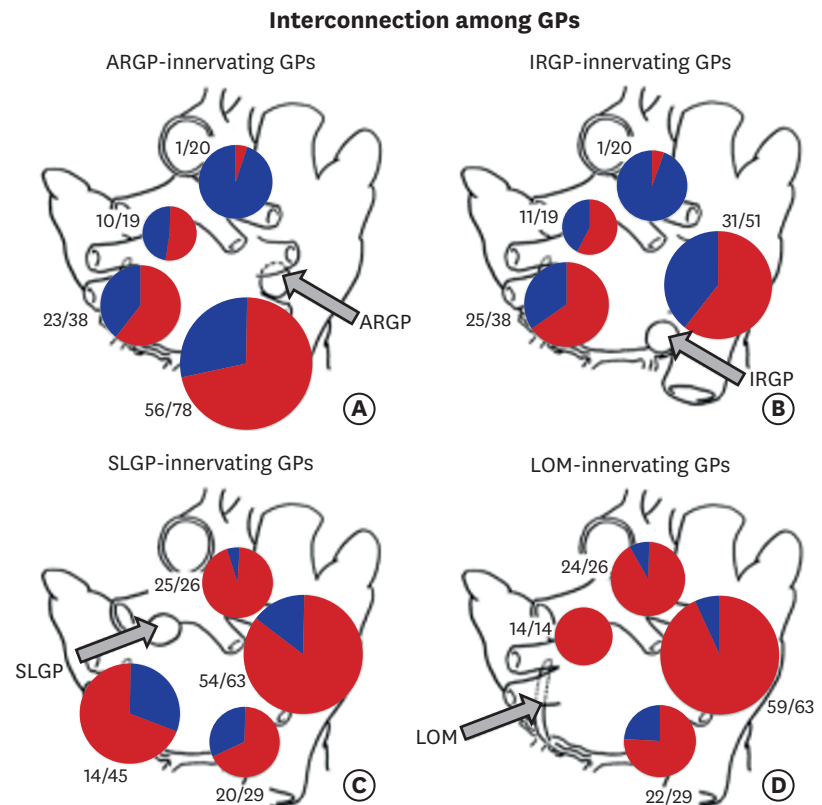 Interconnection among GPs
ARGP-innervating GPs
1/20
10/19
23/38
56/78
ARGP
A
IRGP-innervating GPs
1/20
11/19
31/51
25/38
IRGP
B
SLGP-innervating GPs
25/26
SLGP
54/63
14/45
20/29
C
LOM-innervating GPs
24/26
14/14
59/63
LOM
22/29
D